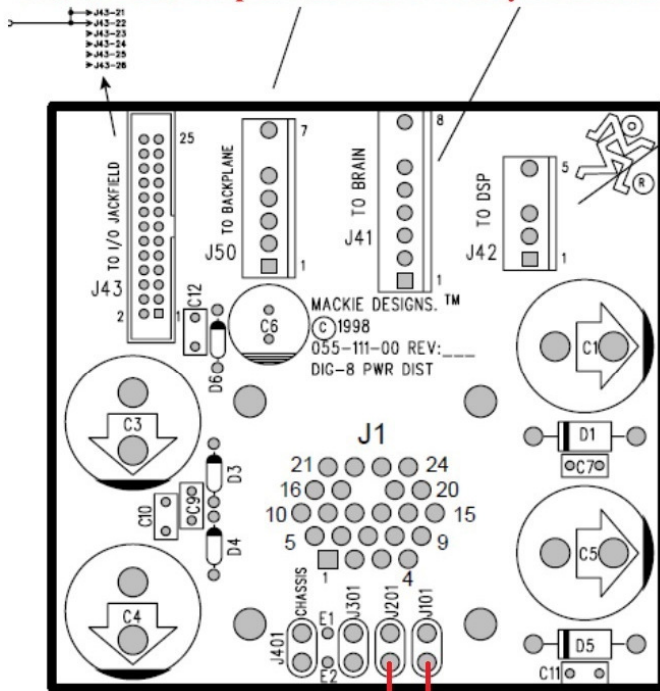 J43-21
J43-22
J43-23
J43-24
J43-25
J43-26
25
7
8
5
TO I/O JACKFIELD
TO BACKPLANE
TO BRAIN
TO DSP
J43
J50
J41
J42
2
1
1
1
1
C12
D6
C6
MACKIE DESIGNS. ™
© 1998
055-111-00 REV:___
DIG-8 PWR DIST
®
C1
C3
J1
D1
C7
21
24
16
20
10
15
5
9
1
4
D3
C9
C10
D4
C5
C4
CHASSIS
J401
E1
E2
J301
J201
J101
D5
C11